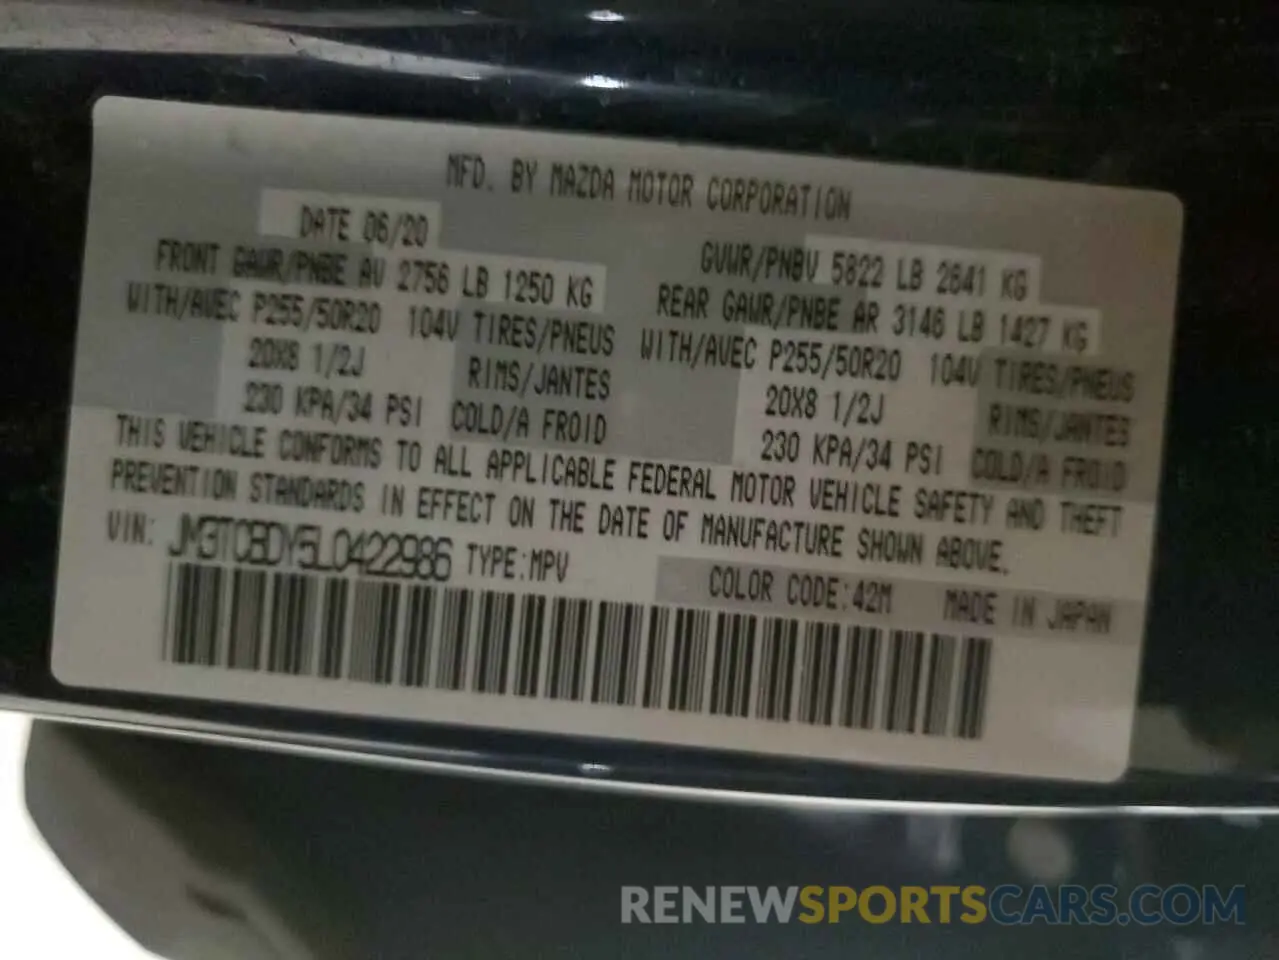 MFD. BY MAZDA MOTOR CORPORATION
DATE 06/20
GVWR/PNBV 5822 LB 2641 KG
FRONT GAWR/PNBE AV 2756 LB 1250 KG
REAR GAWR/PNBE AR 3146 LB 1427 KG
WITH/AVEC P255/50R20 104V TIRES/PNEUS
WITH/AVEC P255/50R20 104V TIRES/PNEUS
20X8 1/2J RIMS/JANTES
20X8 1/2J RIMS/JANTES
230 KPA/34 PSI COLD/A FROID
230 KPA/34 PSI COLD/A FROID
THIS VEHICLE CONFORMS TO ALL APPLICABLE FEDERAL MOTOR VEHICLE SAFETY AND THEFT
PREVENTION STANDARDS IN EFFECT ON THE DATE OF MANUFACTURE SHOWN ABOVE.
VIN: JM3TCBDY5L0422986 TYPE:MPV
COLOR CODE:42M MADE IN JAPAN
RENEWSPORTSCARS.COM